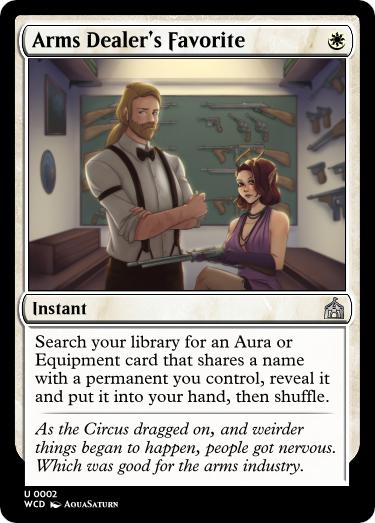 Arms Dealer's Favorite
Instant
Search your library for an Aura or
Equipment card that shares a name
with a permanent you control, reveal it
and put it into your hand, then shuffle.
As the Circus dragged on, and weirder
things began to happen, people got nervous.
Which was good for the arms industry.
U 0002
WCD AquaSaturn